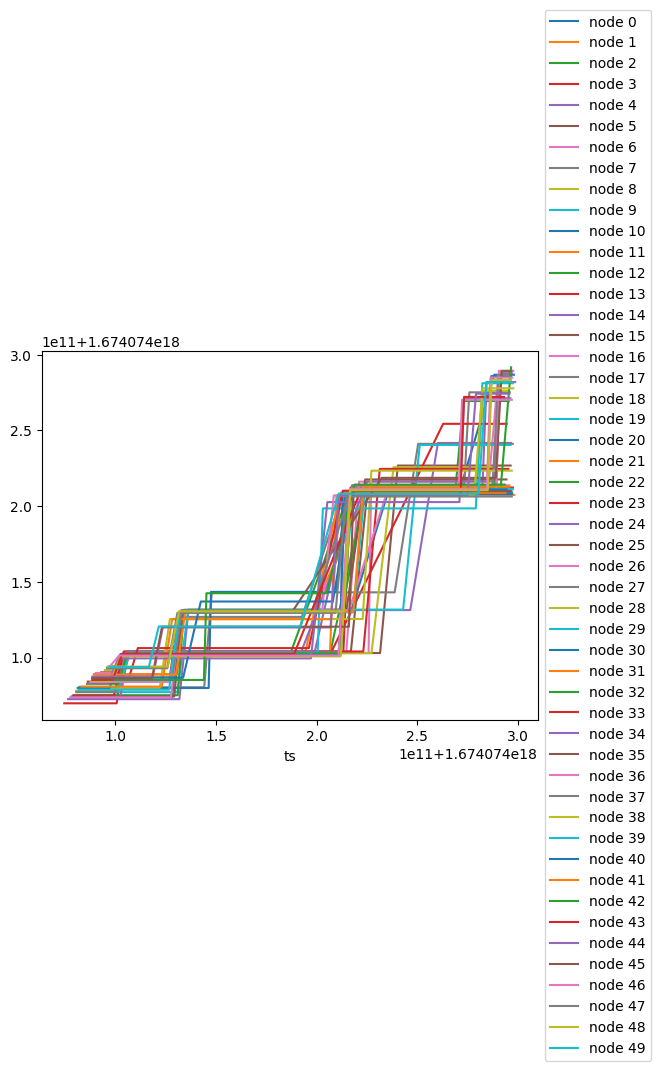 1e11+1.674074e18
3.0
2.5
2.0
1.5
1.0
1.0 1.5 2.0 2.5 3.0
ts
1e11+1.674074e18
node 0
node 1
node 2
node 3
node 4
node 5
node 6
node 7
node 8
node 9
node 10
node 11
node 12
node 13
node 14
node 15
node 16
node 17
node 18
node 19
node 20
node 21
node 22
node 23
node 24
node 25
node 26
node 27
node 28
node 29
node 30
node 31
node 32
node 33
node 34
node 35
node 36
node 37
node 38
node 39
node 40
node 41
node 42
node 43
node 44
node 45
node 46
node 47
node 48
node 49